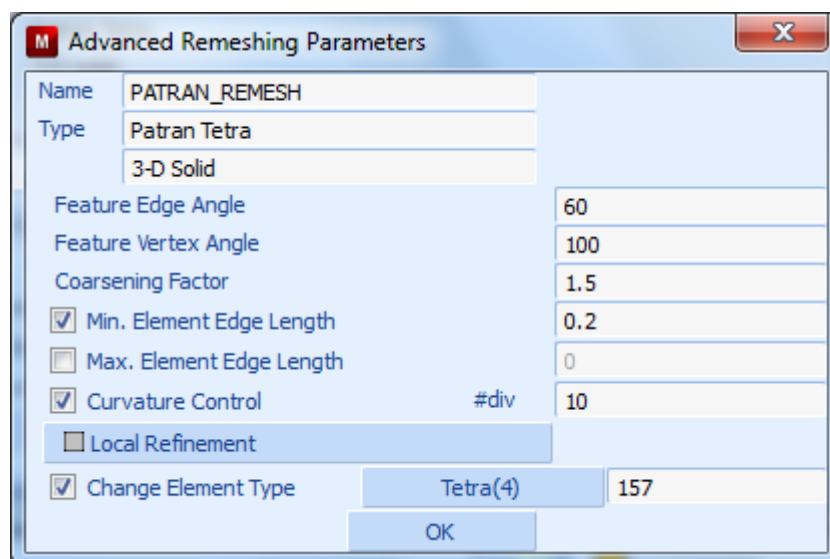 M Advanced Remeshing Parameters X
Name PATRAN_REMESH
Type Patran Tetra
3-D Solid
Feature Edge Angle 60
Feature Vertex Angle 100
Coarsening Factor 1.5
Min. Element Edge Length 0.2
Max. Element Edge Length 0
Curvature Control #div 10
Local Refinement
Change Element Type Tetra(4) 157
OK